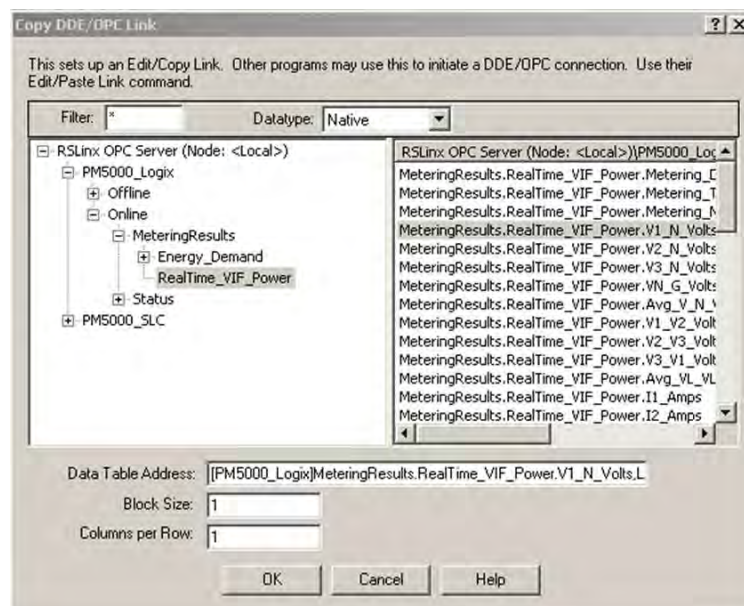 Copy DDE/OPC Link
This sets up an Edit/Copy Link. Other programs may use this to initiate a DDE/OPC connection. Use their
Edit/Paste Link command.
Filter: *
Datatype: Native
RSLinx OPC Server (Node: <Local>)
PM5000_Logix
Offline
Online
MeteringResults
Energy_Demand
RealTime_VIF_Power
Status
PM5000_SLC
RSLinx OPC Server (Node: <Local>)\PM5000_Log
MeteringResults.RealTime_VIF_Power.Metering_D
MeteringResults.RealTime_VIF_Power.Metering_T
MeteringResults.RealTime_VIF_Power.Metering_M
MeteringResults.RealTime_VIF_Power.V1_N_Volts
MeteringResults.RealTime_VIF_Power.V2_N_Volts
MeteringResults.RealTime_VIF_Power.V3_N_Volts
MeteringResults.RealTime_VIF_Power.VN_G_Volts
MeteringResults.RealTime_VIF_Power.Avg_V_N_V
MeteringResults.RealTime_VIF_Power.V1_V2_Volt
MeteringResults.RealTime_VIF_Power.V2_V3_Volt
MeteringResults.RealTime_VIF_Power.V3_V1_Volt
MeteringResults.RealTime_VIF_Power.Avg_VL_VL
MeteringResults.RealTime_VIF_Power.I1_Amps
MeteringResults.RealTime_VIF_Power.I2_Amps
Data Table Address: [PM5000_Logix]MeteringResults.RealTime_VIF_Power.V1_N_Volts,L
Block Size: 1
Columns per Row: 1
OK Cancel Help